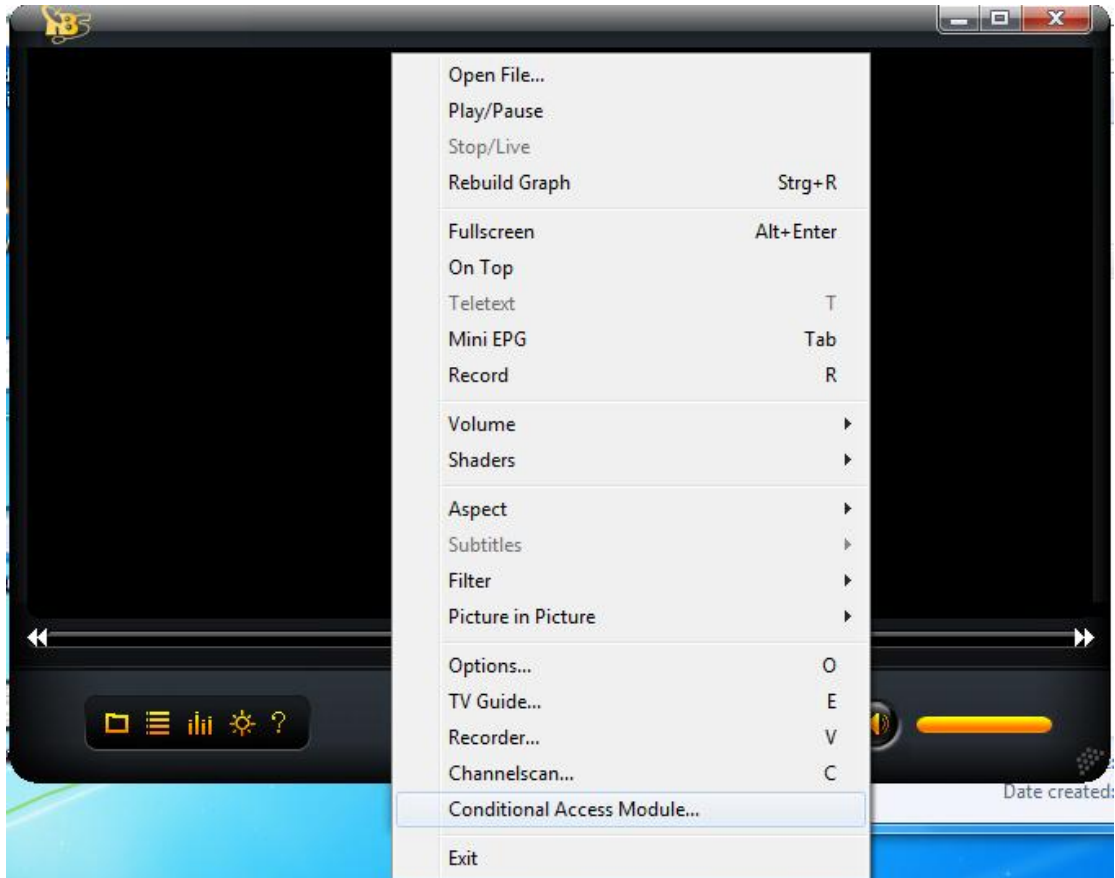 TBS
Open File...
Play/Pause
Stop/Live
Rebuild Graph Strg+R
Fullscreen Alt+Enter
On Top
Teletext T
Mini EPG Tab
Record R
Volume
Shaders
Aspect
Subtitles
Filter
Picture in Picture
Options... O
TV Guide... E
Recorder... V
Channelscan... C
Conditional Access Module...
Exit
Date created: